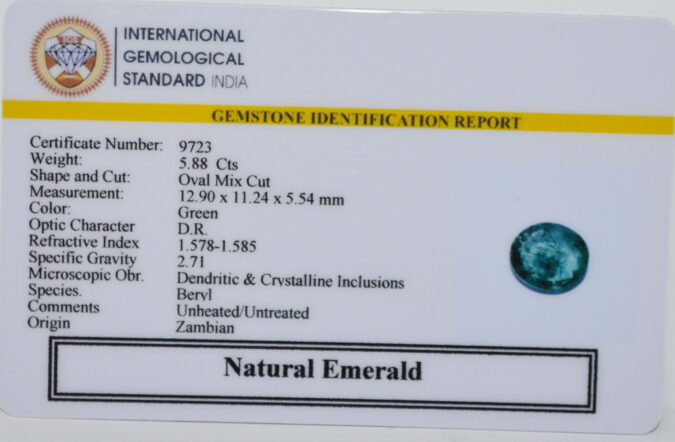 INTERNATIONAL
GEMOLOGICAL
STANDARD INDIA
GEMSTONE IDENTIFICATION REPORT
Certificate Number: 9723
Weight: 5.88 Cts
Shape and Cut: Oval Mix Cut
Measurement: 12.90 x 11.24 x 5.54 mm
Color: Green
Optic Character D.R.
Refractive Index 1.578-1.585
Specific Gravity 2.71
Microscopic Obr. Dendritic & Crystalline Inclusions
Species. Beryl
Comments Unheated/Untreated
Origin Zambian
Natural Emerald